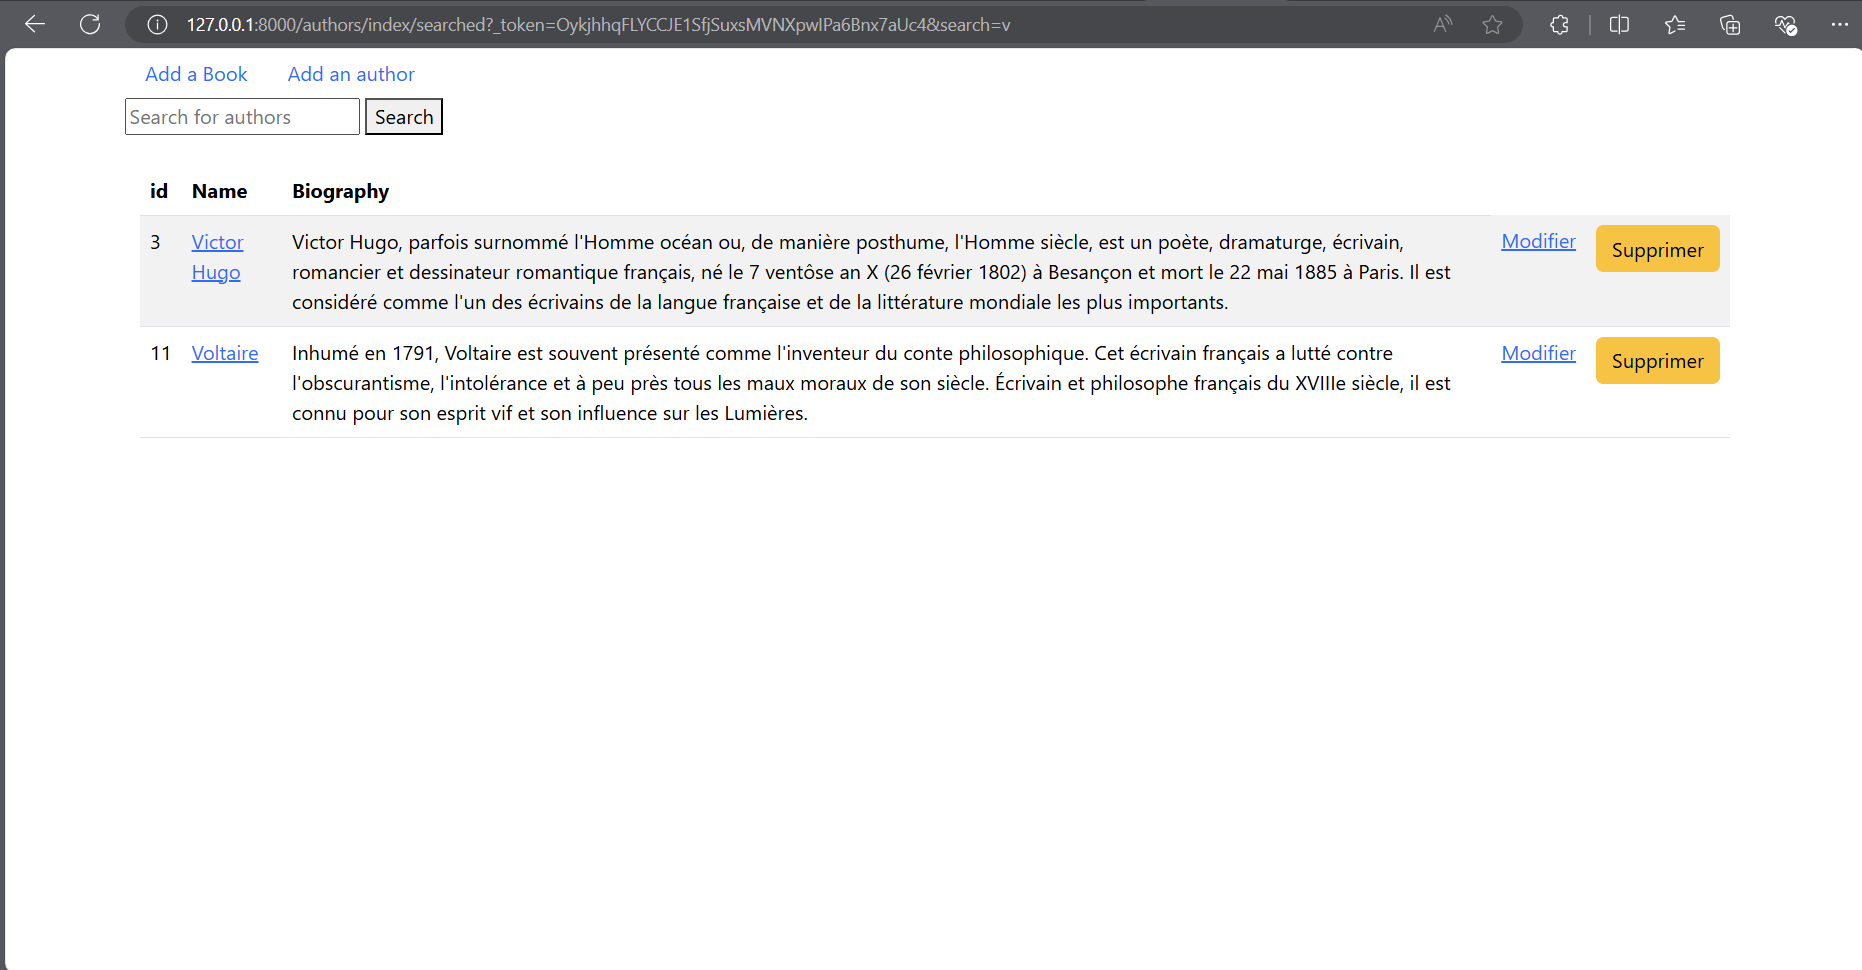 127.0.0.1:8000/authors/index/searched?_token=OykjhhqFLYCCJE1SfjSuxsMVNXpwIPa6Bnx7aUc4&search=v
Add a Book Add an author
Search for authors Search
id Name Biography
3 Victor Hugo, parfois surnommé l'Homme océan ou, de manière posthume, l'Homme siècle, est un poète, dramaturge, écrivain, Modifier Supprimer
Victor
Hugo
romancier et dessinateur romantique français, né le 7 ventôse an X (26 février 1802) à Besançon et mort le 22 mai 1885 à Paris. Il est
considéré comme l'un des écrivains de la langue française et de la littérature mondiale les plus importants.
11 Voltaire Inhumé en 1791, Voltaire est souvent présenté comme l'inventeur du conte philosophique. Cet écrivain français a lutté contre Modifier Supprimer
l'obscurantisme, l'intolérance et à peu près tous les maux moraux de son siècle. Écrivain et philosophe français du XVIIIe siècle, il est
connu pour son esprit vif et son influence sur les Lumières.